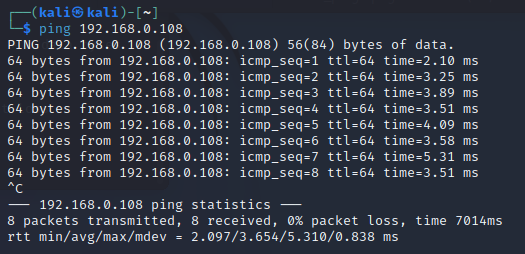 ┌──(kali㉿kali)-[~]
└─$ ping 192.168.0.108
PING 192.168.0.108 (192.168.0.108) 56(84) bytes of data.
64 bytes from 192.168.0.108: icmp_seq=1 ttl=64 time=2.10 ms
64 bytes from 192.168.0.108: icmp_seq=2 ttl=64 time=3.25 ms
64 bytes from 192.168.0.108: icmp_seq=3 ttl=64 time=3.89 ms
64 bytes from 192.168.0.108: icmp_seq=4 ttl=64 time=3.51 ms
64 bytes from 192.168.0.108: icmp_seq=5 ttl=64 time=4.09 ms
64 bytes from 192.168.0.108: icmp_seq=6 ttl=64 time=3.58 ms
64 bytes from 192.168.0.108: icmp_seq=7 ttl=64 time=5.31 ms
64 bytes from 192.168.0.108: icmp_seq=8 ttl=64 time=3.51 ms
^C
--- 192.168.0.108 ping statistics ---
8 packets transmitted, 8 received, 0% packet loss, time 7014ms
rtt min/avg/max/mdev = 2.097/3.654/5.310/0.838 ms